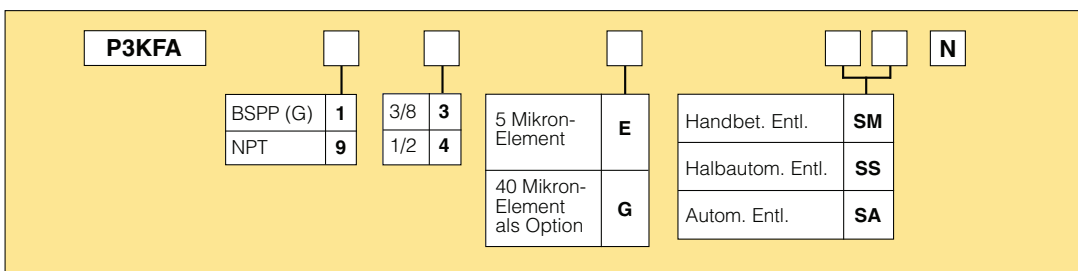 P3KFA
N
BSPP (G) 1
NPT 9
3/8 3
1/2 4
5 Mikron-
Element
E
40 Mikron-
Element
als Option
G
Handbet. Entl. SM
Halbautom. Entl. SS
Autom. Entl. SA